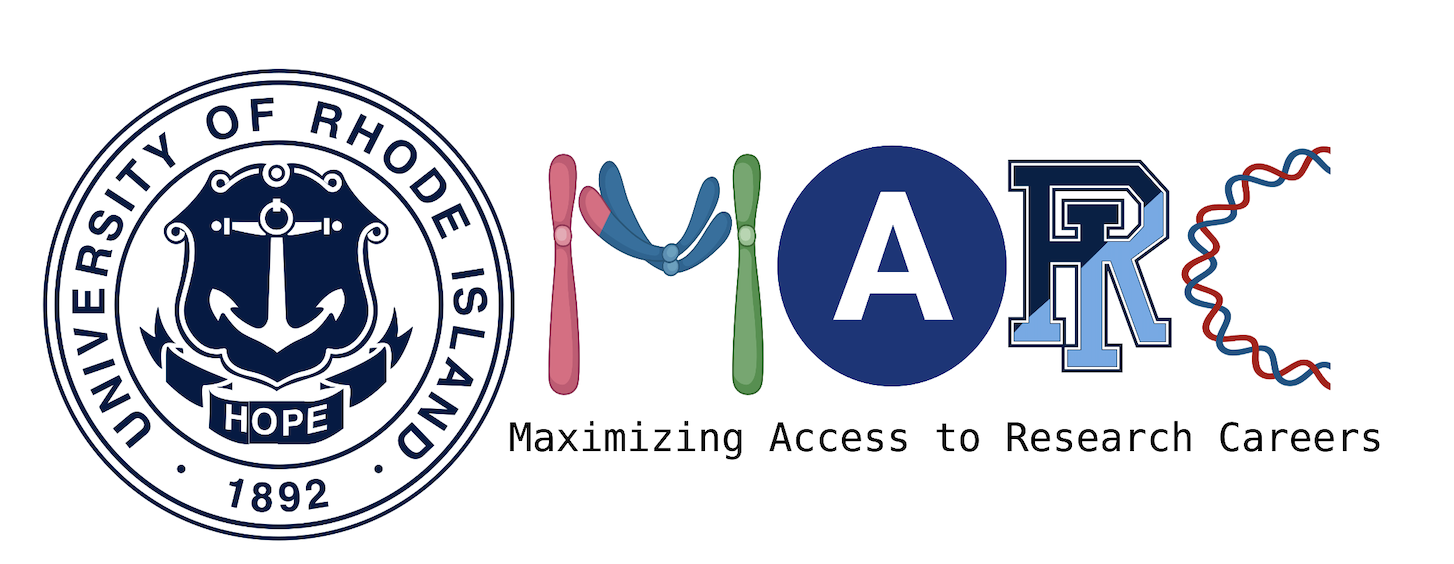 UNIVERSITY OF RHODE ISLAND
HOPE
• 1892 •
MARC
Maximizing Access to Research Careers